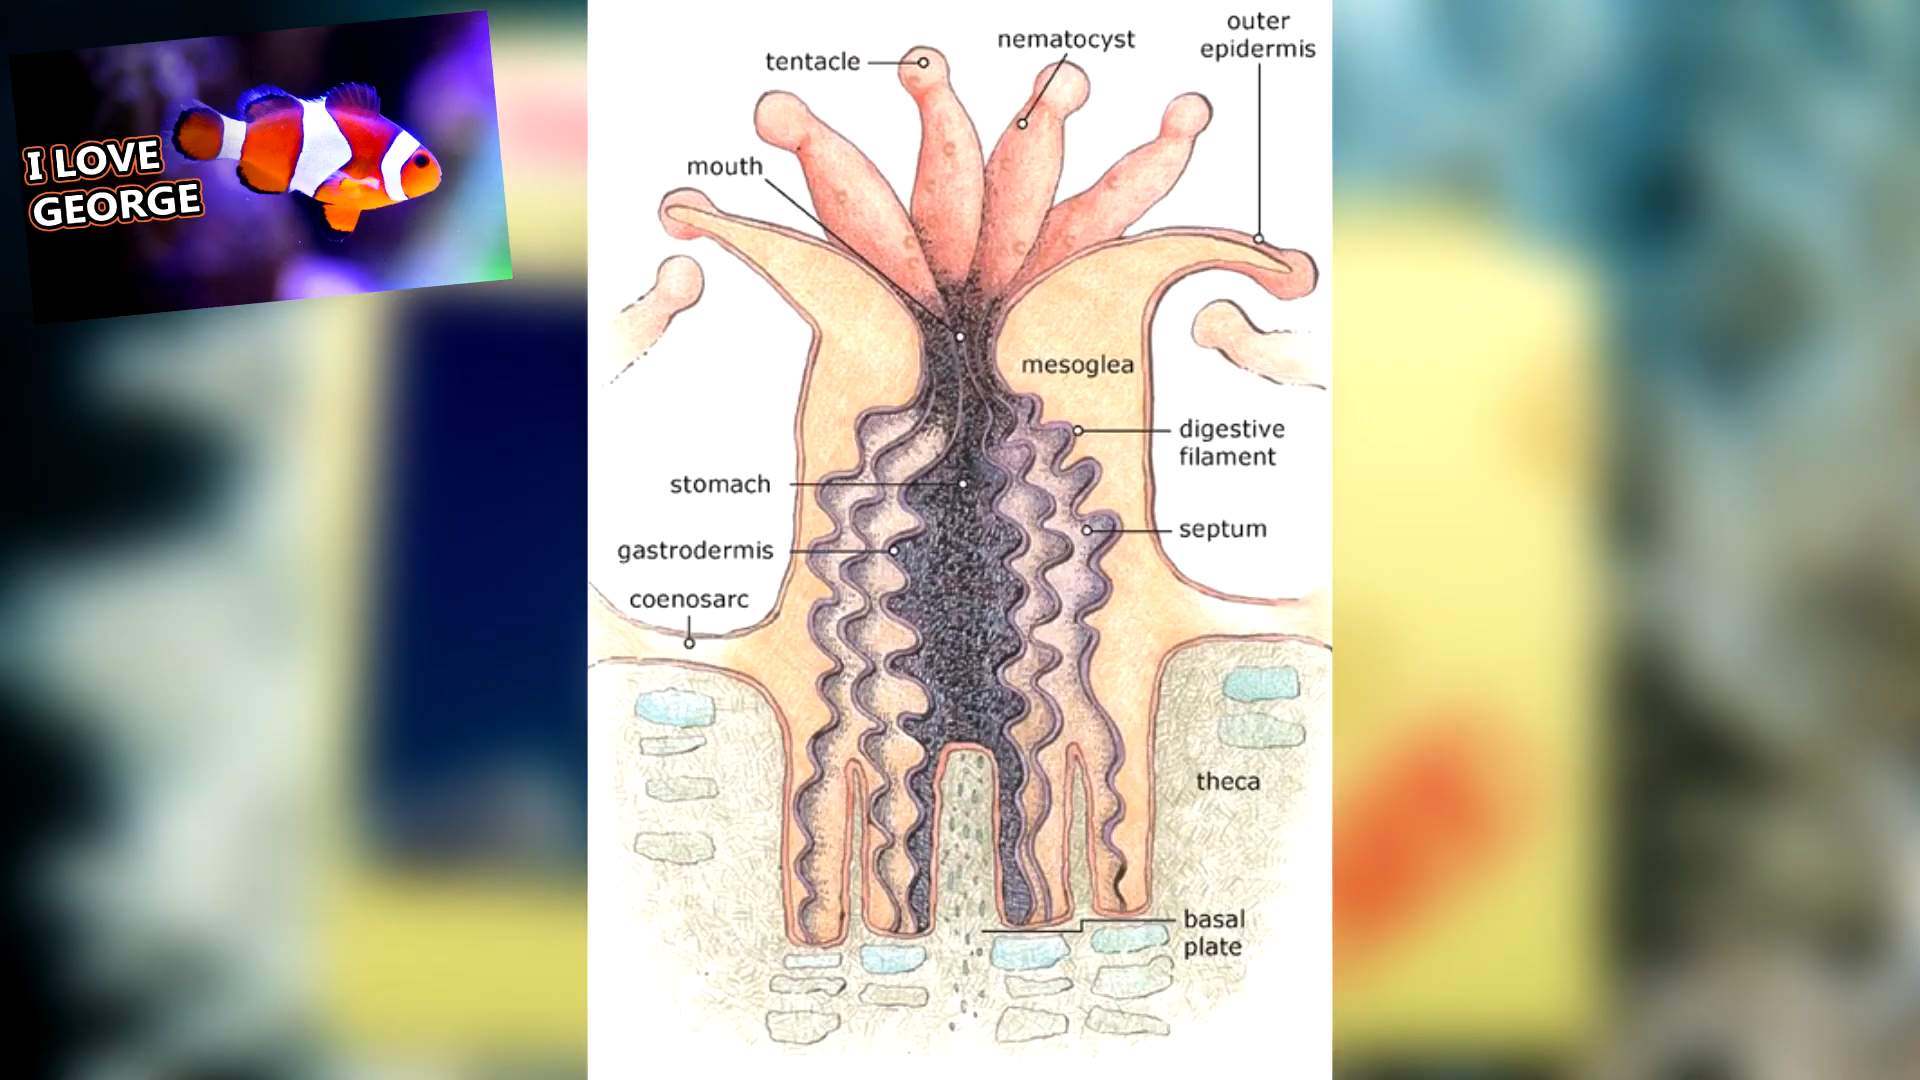 I LOVE
GEORGE
tentacle
nematocyst
outer
epidermis
mouth
mesoglea
digestive
filament
stomach
septum
gastrodermis
coenosarc
theca
basal
plate